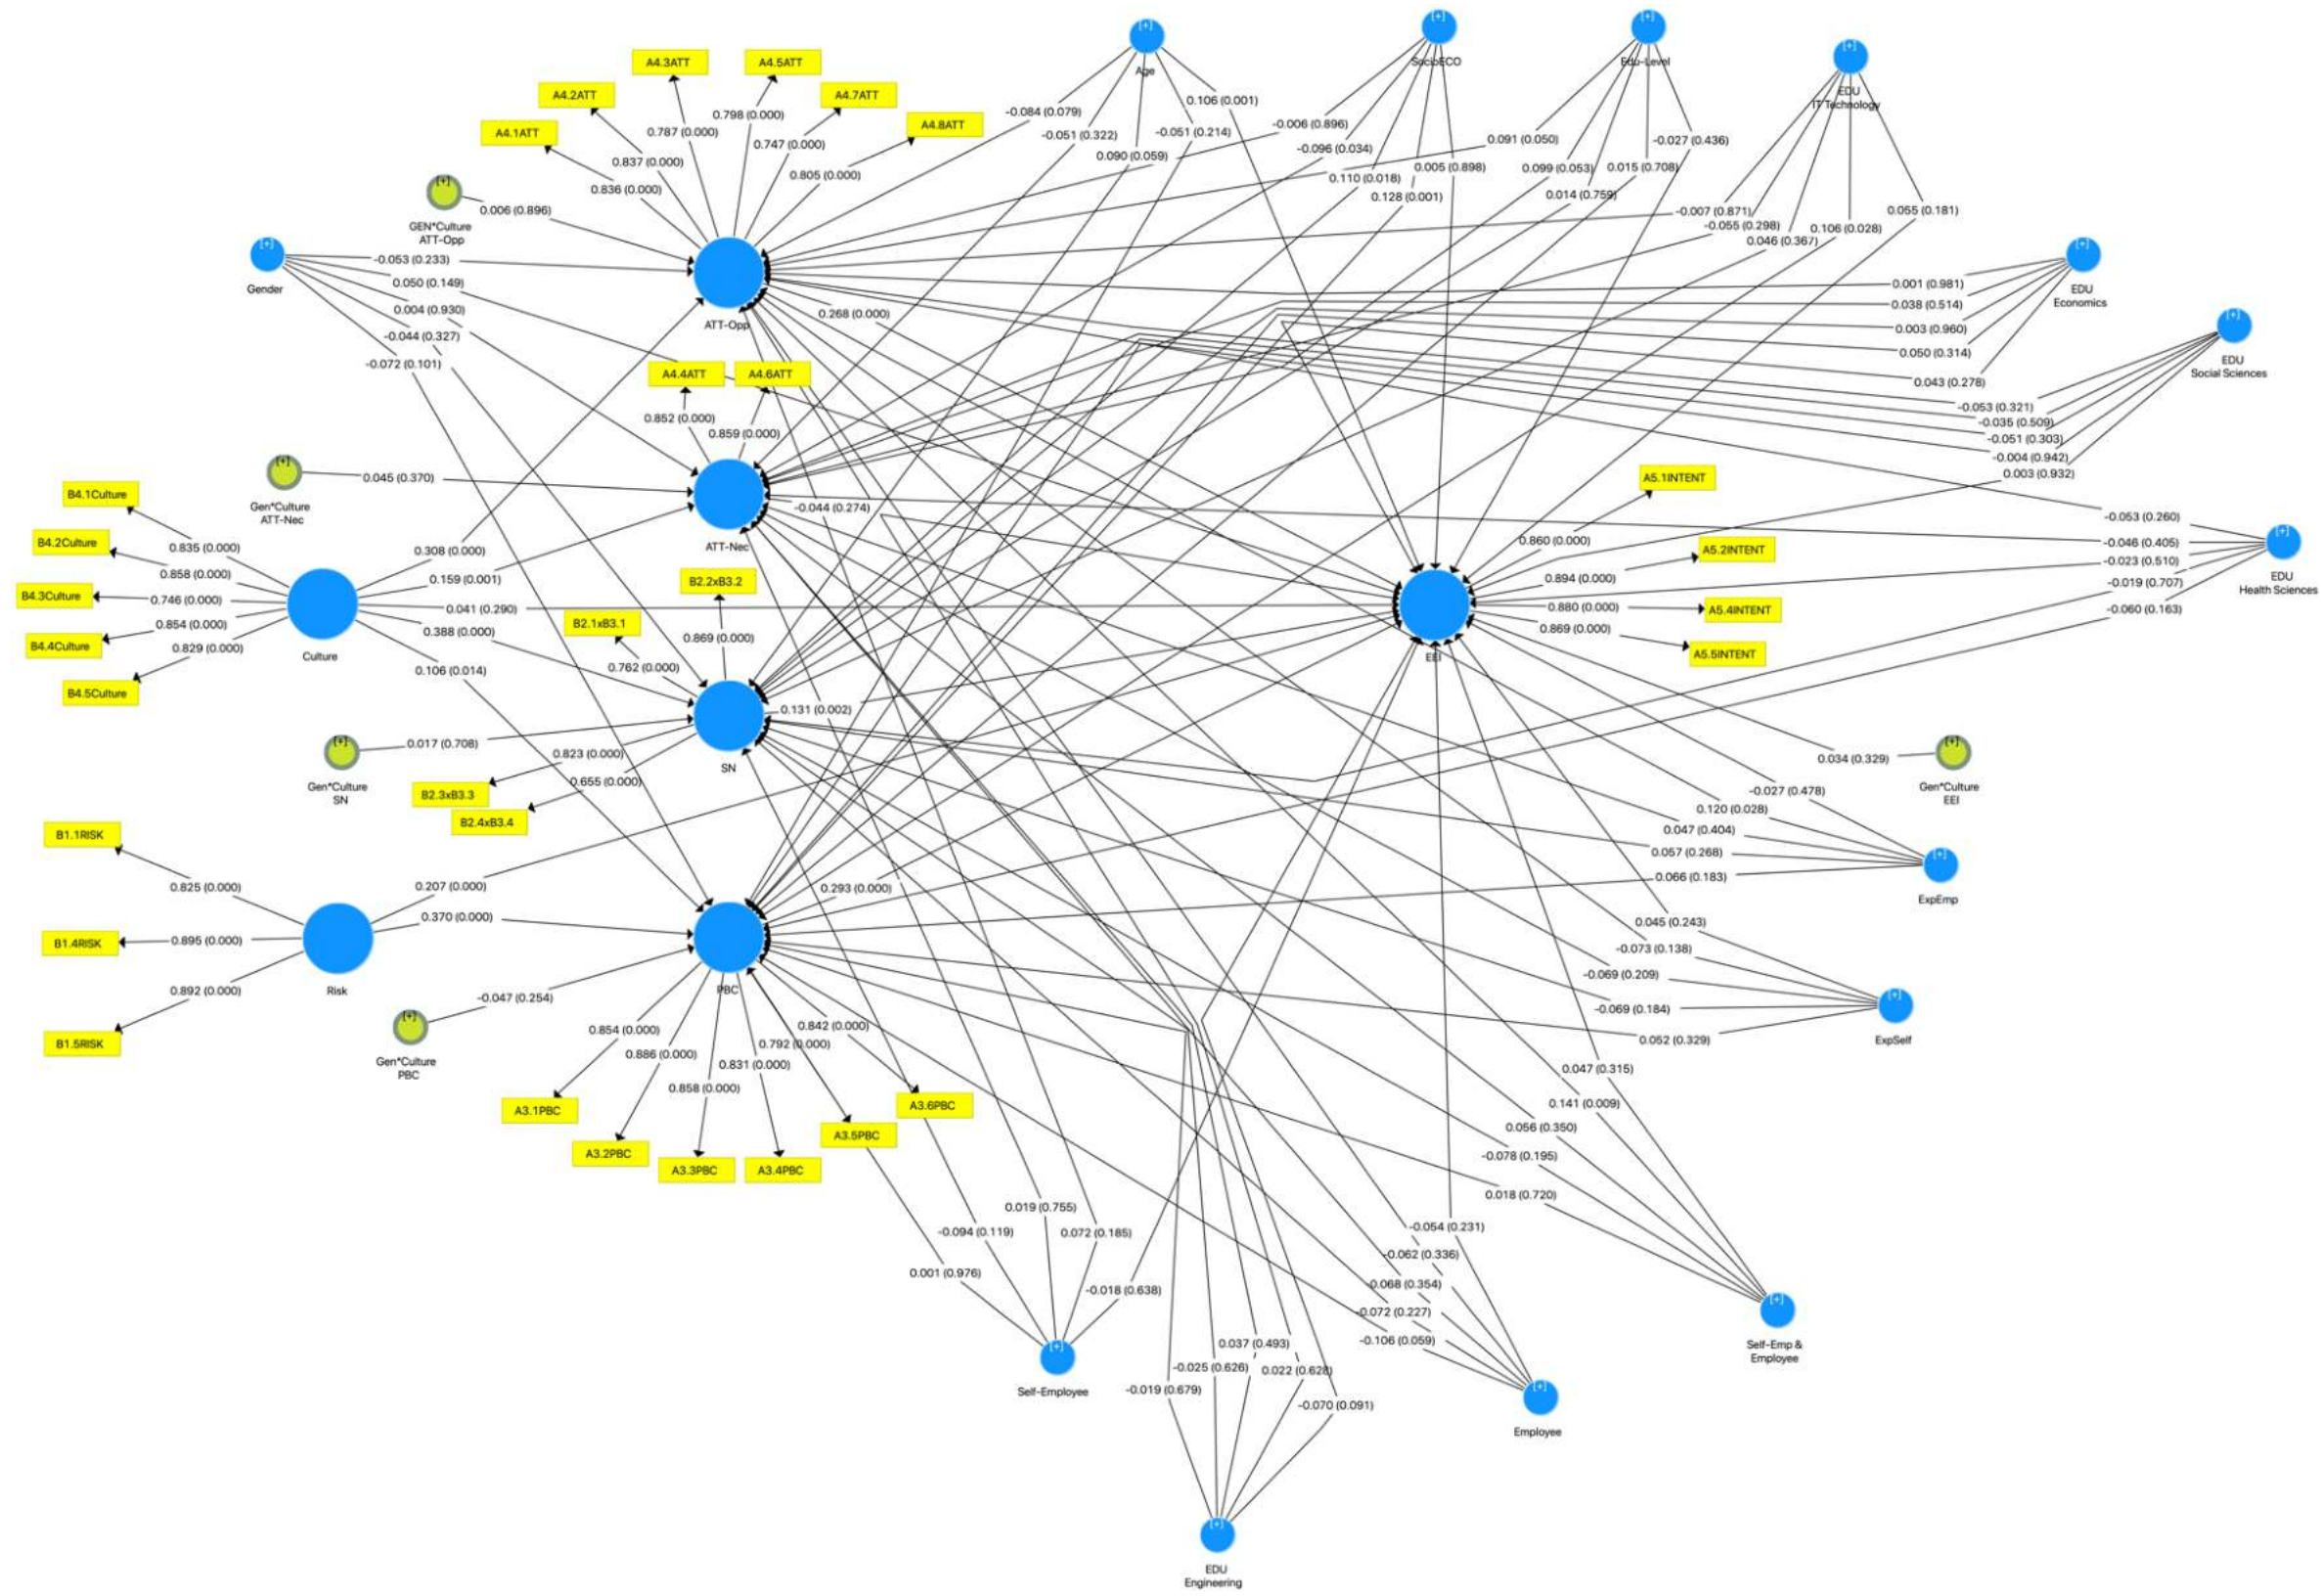 [+]
Age
[+]
SocioECO
[+]
Edu-Level
[+]
EDU
IT Technology
A4.3ATT
A4.5ATT
A4.2ATT
A4.7ATT
A4.1ATT
A4.8ATT
0.787 (0.000)
0.798 (0.000)
0.747 (0.000)
0.837 (0.000)
0.805 (0.000)
0.836 (0.000)
-0.084 (0.079)
0.106 (0.001)
-0.051 (0.322)
-0.051 (0.214)
0.090 (0.059)
-0.006 (0.896)
-0.096 (0.034)
0.110 (0.018)
0.005 (0.898)
0.128 (0.001)
0.091 (0.050)
-0.027 (0.436)
0.099 (0.053)
0.015 (0.708)
0.014 (0.759)
-0.007 (0.871)
-0.055 (0.298)
0.046 (0.367)
0.106 (0.028)
0.055 (0.181)
[+]
GEN*Culture
ATT-Opp
0.006 (0.896)
[+]
Gender
-0.053 (0.233)
0.050 (0.149)
0.004 (0.930)
-0.044 (0.327)
-0.072 (0.101)
ATT-Opp
0.268 (0.000)
[+]
EDU
Economics
0.001 (0.981)
0.038 (0.514)
0.003 (0.960)
0.050 (0.314)
0.043 (0.278)
[+]
EDU
Social Sciences
-0.053 (0.321)
-0.035 (0.509)
-0.051 (0.303)
-0.004 (0.942)
0.003 (0.932)
A4.4ATT
A4.6ATT
0.852 (0.000)
0.859 (0.000)
[+]
Gen*Culture
ATT-Nec
0.045 (0.370)
ATT-Nec
-0.044 (0.274)
B4.1Culture
B4.2Culture
B4.3Culture
B4.4Culture
B4.5Culture
0.835 (0.000)
0.858 (0.000)
0.746 (0.000)
0.854 (0.000)
0.829 (0.000)
Culture
0.308 (0.000)
0.159 (0.001)
0.041 (0.290)
0.388 (0.000)
0.106 (0.014)
B2.2xB3.2
B2.1xB3.1
0.869 (0.000)
0.762 (0.000)
A5.1INTENT
A5.2INTENT
A5.4INTENT
A5.5INTENT
0.860 (0.000)
0.894 (0.000)
0.880 (0.000)
0.869 (0.000)
EEI
[+]
EDU
Health Sciences
-0.053 (0.260)
-0.046 (0.405)
-0.023 (0.510)
-0.019 (0.707)
-0.060 (0.163)
0.131 (0.002)
SN
[+]
Gen*Culture
SN
0.017 (0.708)
0.823 (0.000)
0.655 (0.000)
B2.3xB3.3
B2.4xB3.4
0.034 (0.329)
[+]
Gen*Culture
EEI
-0.027 (0.478)
0.120 (0.028)
0.047 (0.404)
0.057 (0.268)
0.066 (0.183)
[+]
ExpEmp
B1.1RISK
B1.4RISK
B1.5RISK
0.825 (0.000)
0.895 (0.000)
0.892 (0.000)
Risk
0.207 (0.000)
0.370 (0.000)
0.293 (0.000)
PBC
[+]
Gen*Culture
PBC
-0.047 (0.254)
0.045 (0.243)
-0.073 (0.138)
-0.069 (0.209)
-0.069 (0.184)
0.052 (0.329)
[+]
ExpSelf
0.854 (0.000)
0.886 (0.000)
0.858 (0.000)
0.831 (0.000)
0.792 (0.000)
0.842 (0.000)
A3.1PBC
A3.2PBC
A3.3PBC
A3.4PBC
A3.5PBC
A3.6PBC
0.047 (0.315)
0.141 (0.009)
0.056 (0.350)
-0.078 (0.195)
0.018 (0.720)
[+]
Self-Emp &
Employee
0.019 (0.755)
-0.094 (0.119)
0.072 (0.185)
0.001 (0.976)
-0.018 (0.638)
[+]
Self-Employee
-0.054 (0.231)
-0.062 (0.336)
-0.068 (0.354)
-0.072 (0.227)
-0.106 (0.059)
[+]
Employee
0.037 (0.493)
-0.025 (0.626)
0.022 (0.628)
-0.019 (0.679)
-0.070 (0.091)
[+]
EDU
Engineering